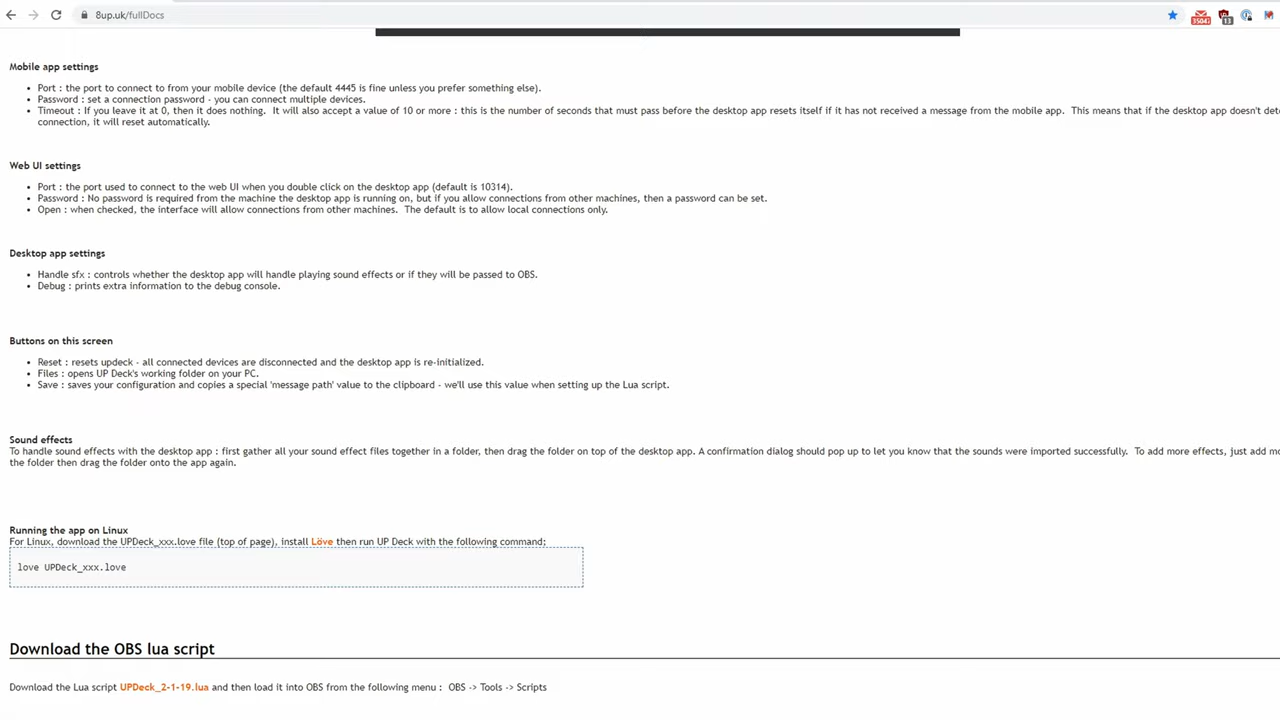 8up.uk/fullDocs
35047
13
Mobile app settings
• Port : the port to connect to from your mobile device (the default 4445 is fine unless you prefer something else).
• Password : set a connection password - you can connect multiple devices.
• Timeout : If you leave it at 0, then it does nothing. It will also accept a value of 10 or more : this is the number of seconds that must pass before the desktop app resets itself if it has not received a message from the mobile app. This means that if the desktop app doesn't
connection, it will reset automatically.
Web UI settings
• Port : the port used to connect to the web UI when you double click on the desktop app (default is 10314).
• Password : No password is required from the machine the desktop app is running on, but if you allow connections from other machines, then a password can be set.
• Open : when checked, the interface will allow connections from other machines. The default is to allow local connections only.
Desktop app settings
• Handle sfx : controls whether the desktop app will handle playing sound effects or if they will be passed to OBS.
• Debug : prints extra information to the debug console.
Buttons on this screen
• Reset : resets updeck - all connected devices are disconnected and the desktop app is re-initialized.
• Files : opens UP Deck's working folder on your PC.
• Save : saves your configuration and copies a special 'message path' value to the clipboard - we'll use this value when setting up the Lua script.
Sound effects
To handle sound effects with the desktop app : first gather all your sound effect files together in a folder, then drag the folder on top of the desktop app. A confirmation dialog should pop up to let you know that the sounds were imported successfully. To add more effects, just add
the folder then drag the folder onto the app again.
Running the app on Linux
For Linux, download the UPDeck_xxx.love file (top of page), install Löve then run UP Deck with the following command;
love UPDeck_xxx.love
Download the OBS lua script
Download the Lua script UPDeck_2-1-19.lua and then load it into OBS from the following menu : OBS -> Tools -> Scripts